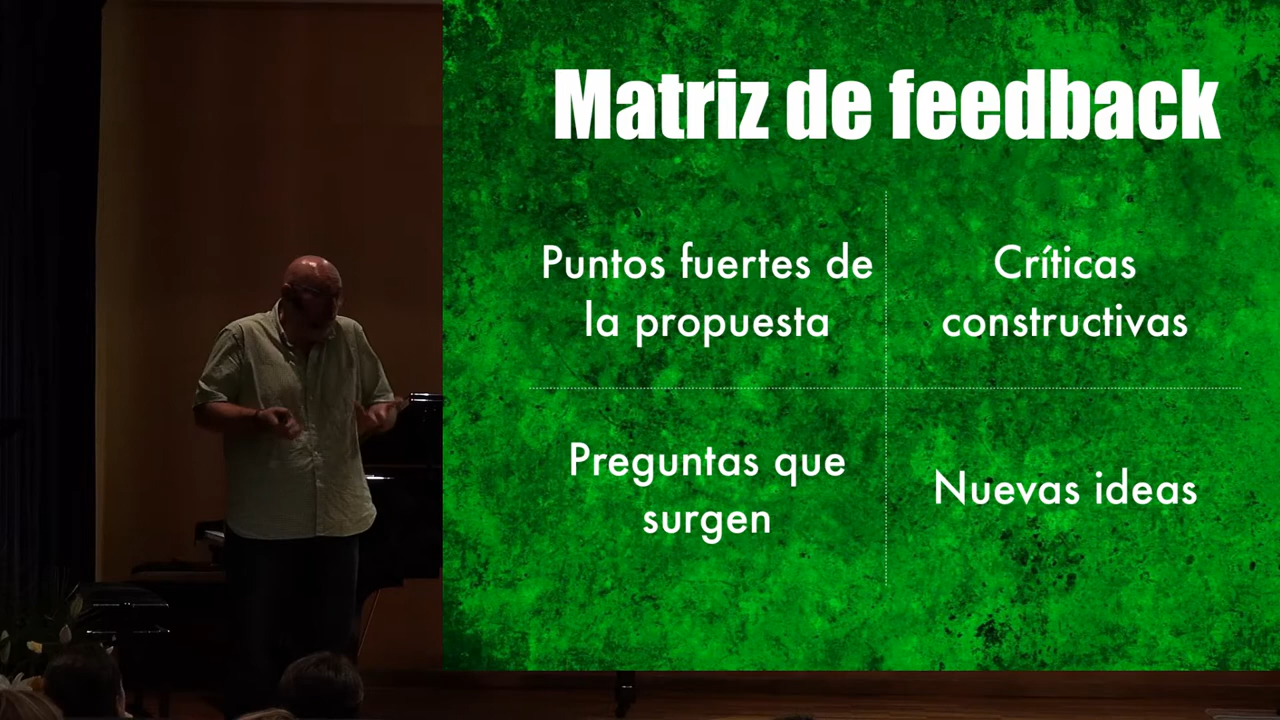 Matriz de feedback
Puntos fuertes de
la propuesta
Críticas
constructivas
Preguntas que
surgen
Nuevas ideas